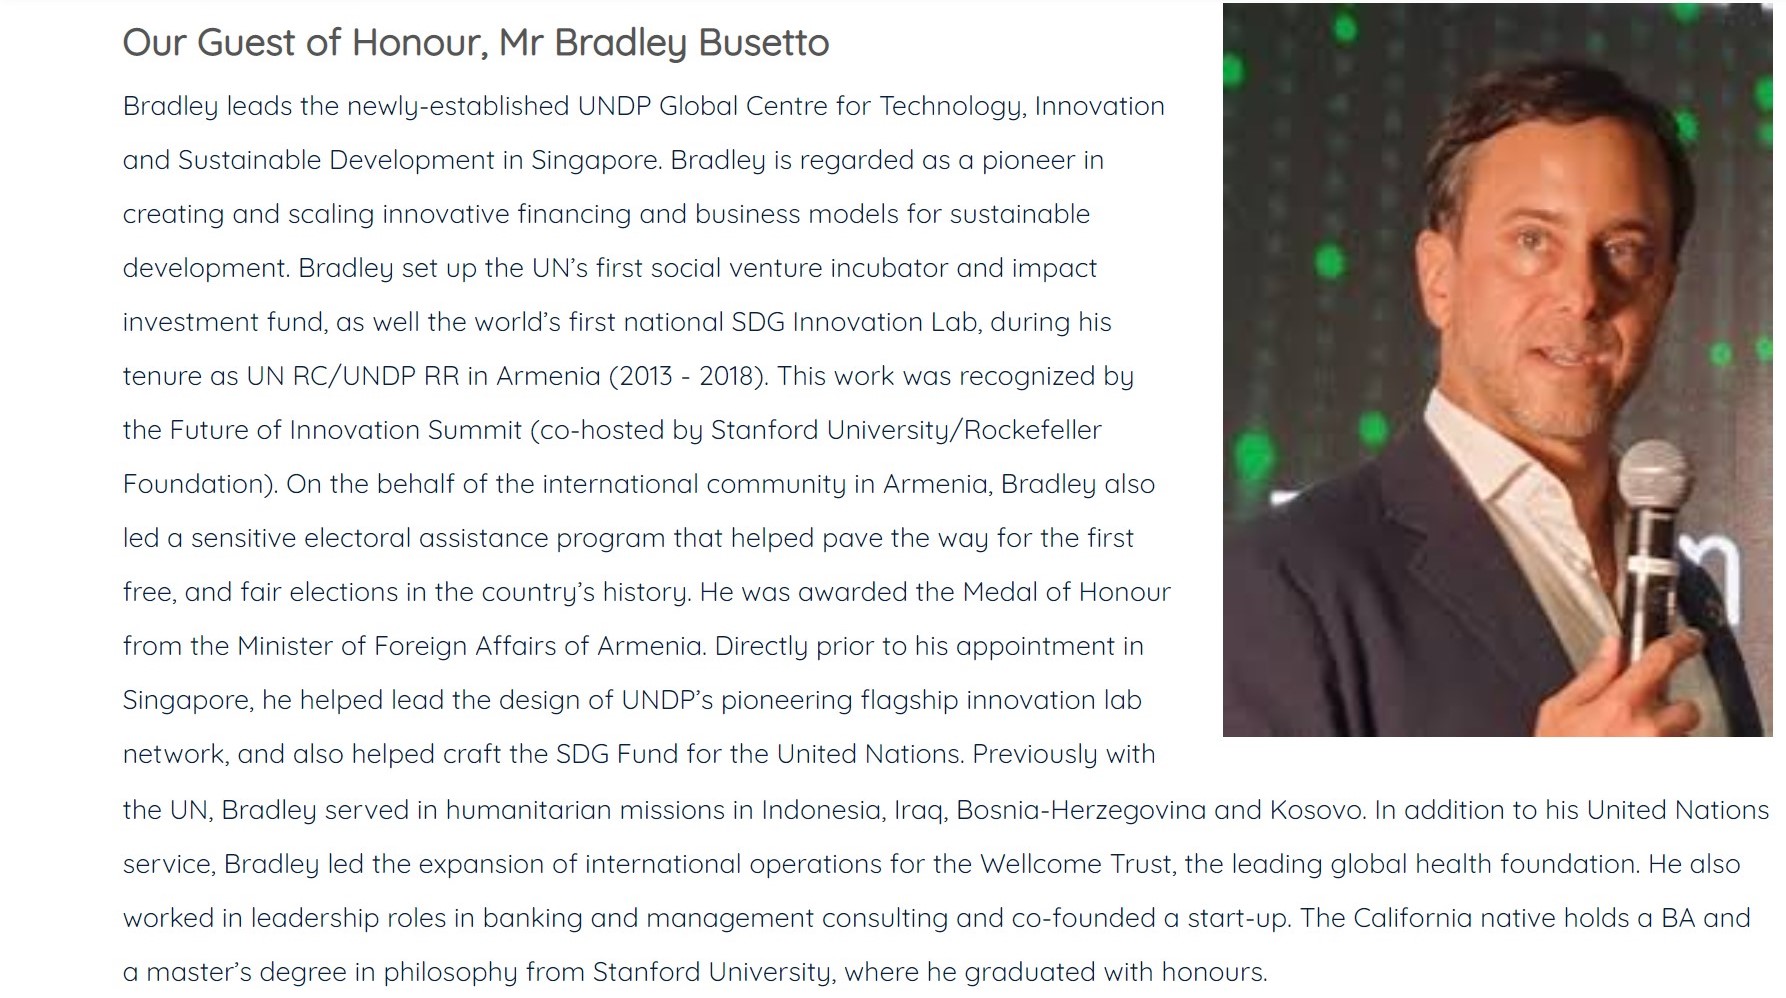 Our Guest of Honour, Mr Bradley Busetto
Bradley leads the newly-established UNDP Global Centre for Technology, Innovation
and Sustainable Development in Singapore. Bradley is regarded as a pioneer in
creating and scaling innovative financing and business models for sustainable
development. Bradley set up the UN’s first social venture incubator and impact
investment fund, as well the world’s first national SDG Innovation Lab, during his
tenure as UN RC/UNDP RR in Armenia (2013 - 2018). This work was recognized by
the Future of Innovation Summit (co-hosted by Stanford University/Rockefeller
Foundation). On the behalf of the international community in Armenia, Bradley also
led a sensitive electoral assistance program that helped pave the way for the first
free, and fair elections in the country’s history. He was awarded the Medal of Honour
from the Minister of Foreign Affairs of Armenia. Directly prior to his appointment in
Singapore, he helped lead the design of UNDP’s pioneering flagship innovation lab
network, and also helped craft the SDG Fund for the United Nations. Previously with
the UN, Bradley served in humanitarian missions in Indonesia, Iraq, Bosnia-Herzegovina and Kosovo. In addition to his United Nations
service, Bradley led the expansion of international operations for the Wellcome Trust, the leading global health foundation. He also
worked in leadership roles in banking and management consulting and co-founded a start-up. The California native holds a BA and
a master’s degree in philosophy from Stanford University, where he graduated with honours.